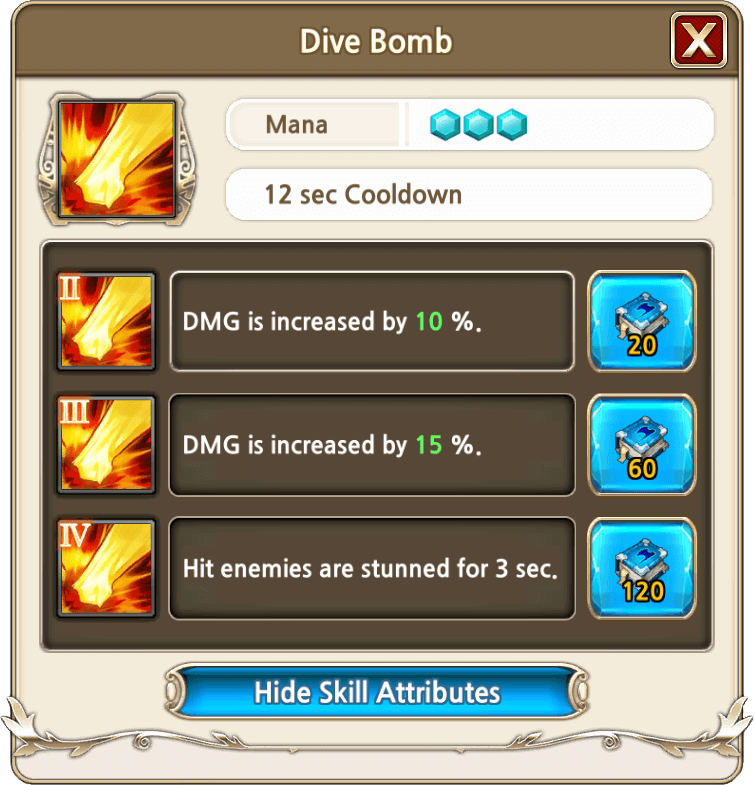 Dive Bomb
X
Mana
12 sec Cooldown
II
DMG is increased by 10 %.
20
III
DMG is increased by 15 %.
60
IV
Hit enemies are stunned for 3 sec.
120
Hide Skill Attributes